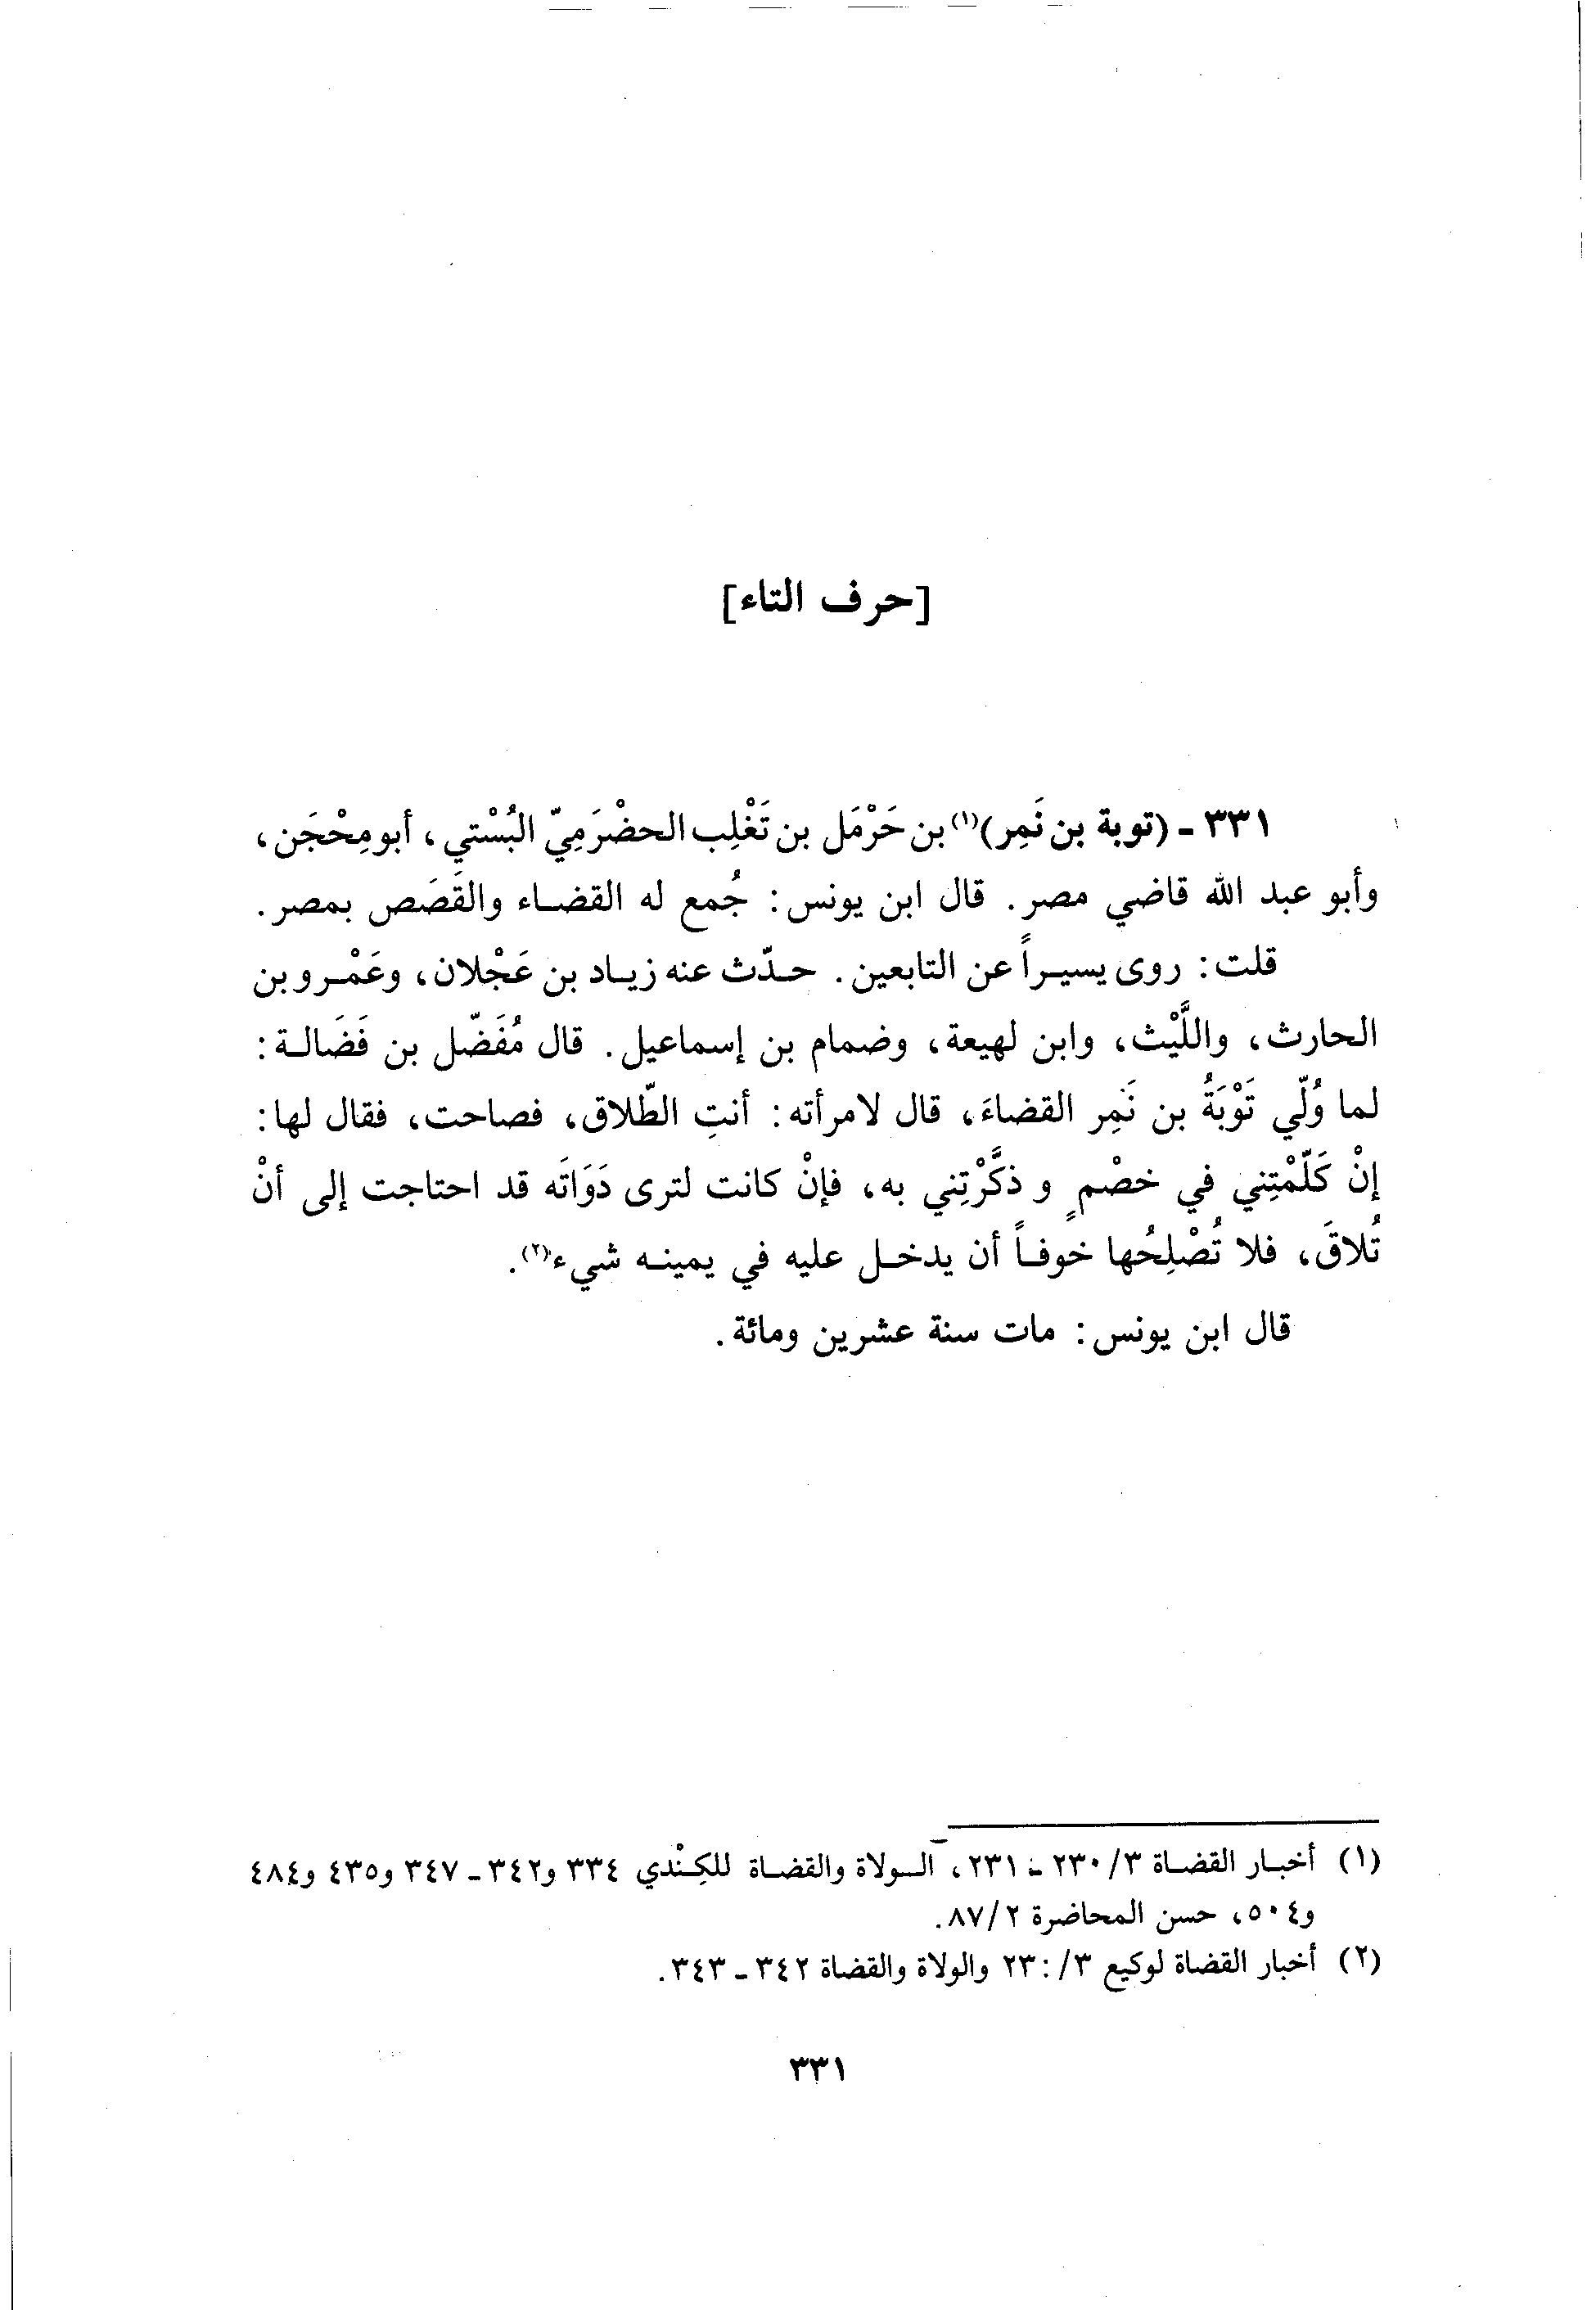 [حرف التاء]
٣٣١ - (توبة بن نَمِر)(١) بن حَرْمَل بن تَغْلِب الحضْرَمِيّ البُسْتي، أبو مِحْجَن،
وأبو عبد الله قاضي مصر. قال ابن يونس: جُمع له القضاء والقَصَص بمصر.
قلت: روى يسيراً عن التابعين. حدّث عنه زياد بن عَجْلان، وعَمْرو بن
الحارث، واللَّيْث، وابن لهيعة، وضمام بن إسماعيل. قال مُفَضّل بن فَضَالة:
لما وُلّي تَوْبَةُ بن نَمِر القضاءَ، قال لامرأته: أنتِ الطّلاق، فصاحت، فقال لها:
إنْ كَلّمْتِني في خصْمٍ و ذكَّرْتِني به، فإنْ كانت لترى دَوَاتَه قد احتاجت إلى أنْ
تُلاقَ، فلا تُصْلِحُها خوفاً أن يدخل عليه في يمينه شيء(٢).
قال ابن يونس: مات سنة عشرين ومائة.
(١) أخبار القضاة ٣/ ٢٣٠ - ٢٣١، الولاة والقضاة للكِنْدي ٣٣٤ و٣٤٢ - ٣٤٧ و٤٣٥ و٤٨٤
و٥٠٤، حسن المحاضرة ٢/ ٨٧.
(٢) أخبار القضاة لوكيع ٣/ :٢٣ والولاة والقضاة ٣٤٢ - ٣٤٣.
٣٣١